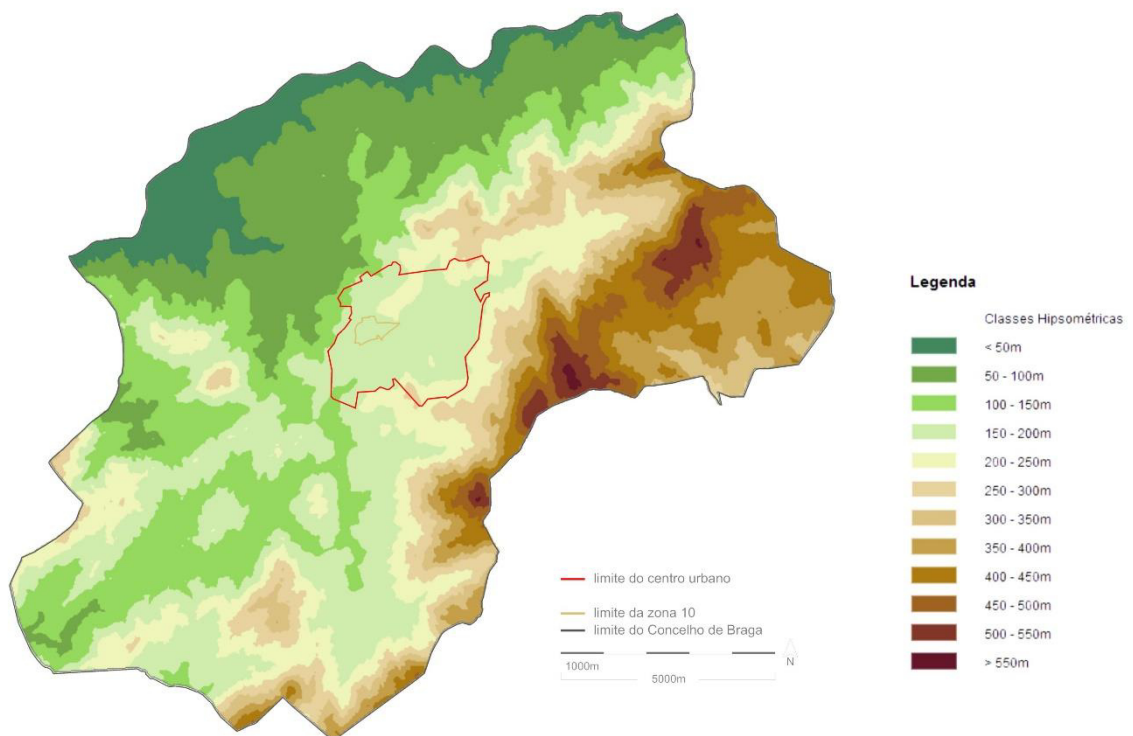 Legenda
Classes Hipsométricas
< 50m
50 - 100m
100 - 150m
150 - 200m
200 - 250m
250 - 300m
300 - 350m
350 - 400m
400 - 450m
450 - 500m
500 - 550m
> 550m
limite do centro urbano
limite da zona 10
limite do Concelho de Braga
1000m
N
5000m